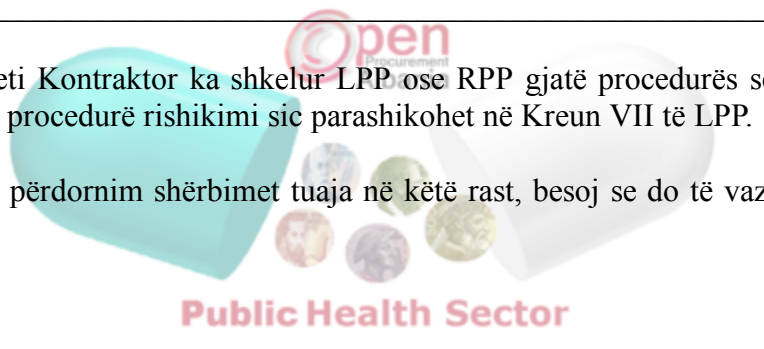 Open
Procurement
Albania
eti Kontraktor ka shkelur LPP ose RPP gjatë procedurës s
procedurë rishikimi sic parashikohet në Kreun VII të LPP.
përdornim shërbimet tuaja në këtë rast, besoj se do të vaz
Public Health Sector